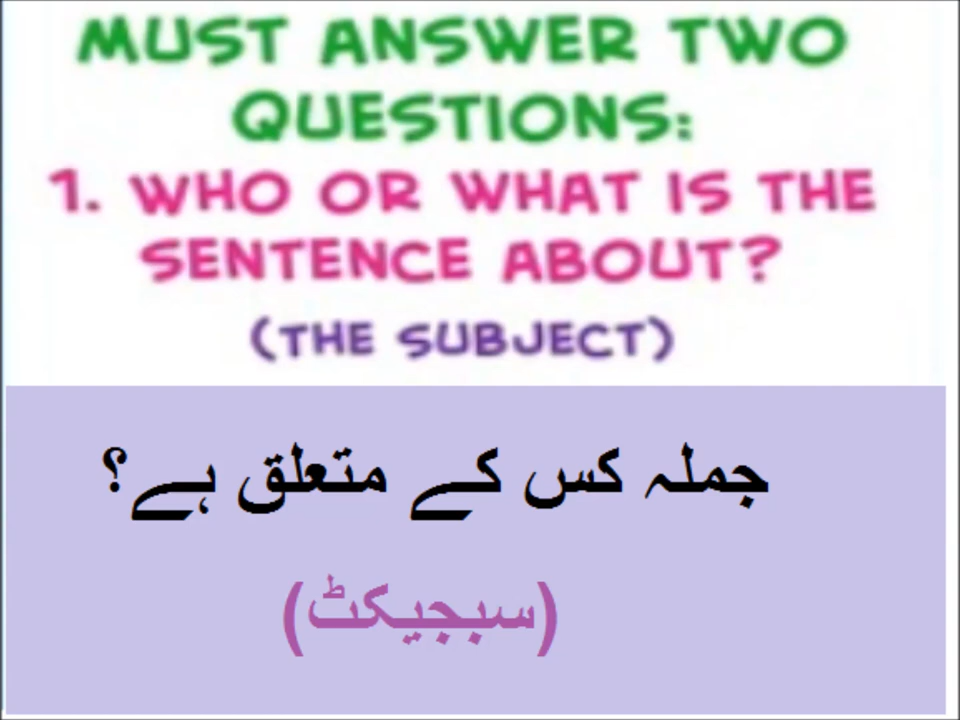 MUST ANSWER TWO
QUESTIONS:
1. WHO OR WHAT IS THE
SENTENCE ABOUT?
(THE SUBJECT)
جملہ کس کے متعلق ہے؟
(سبجیکٹ)